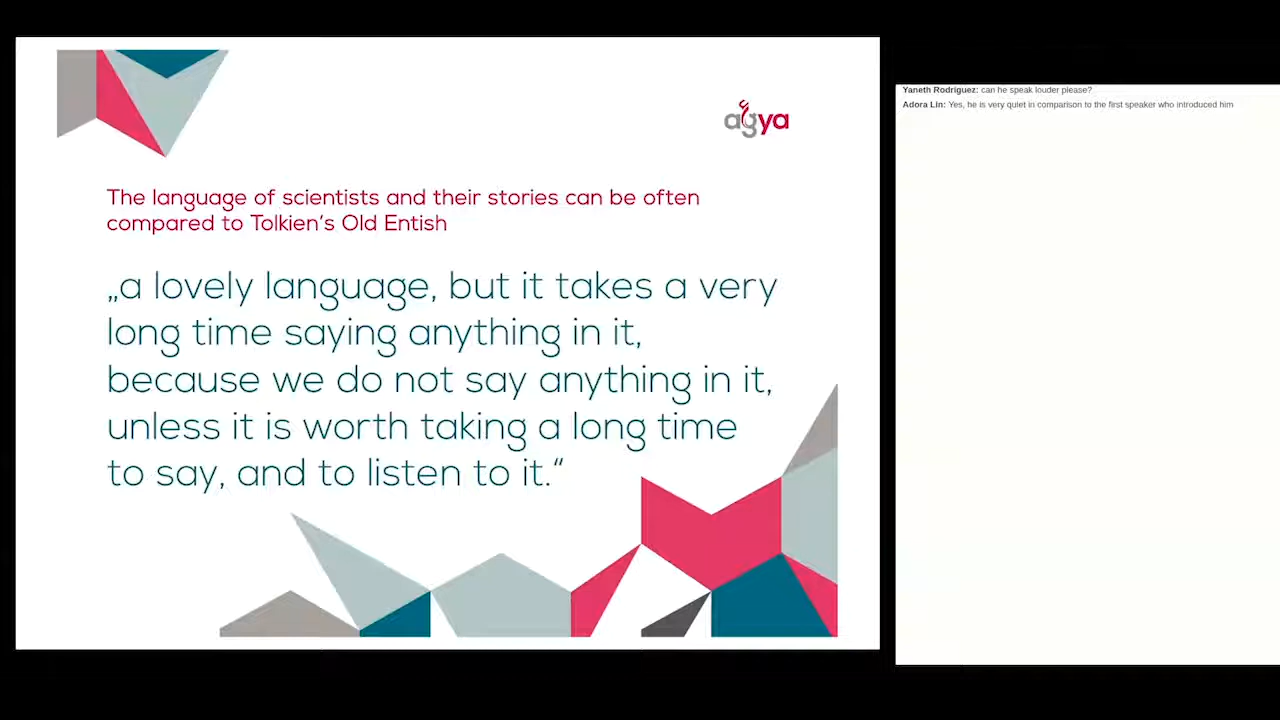 agya
The language of scientists and their stories can be often
compared to Tolkien's Old Entish
„a lovely language, but it takes a very
long time saying anything in it,
because we do not say anything in it,
unless it is worth taking a long time
to say, and to listen to it.“
Yaneth Rodriguez: can he speak louder please?
Adora Lin: Yes, he is very quiet in comparison to the first speaker who introduced him